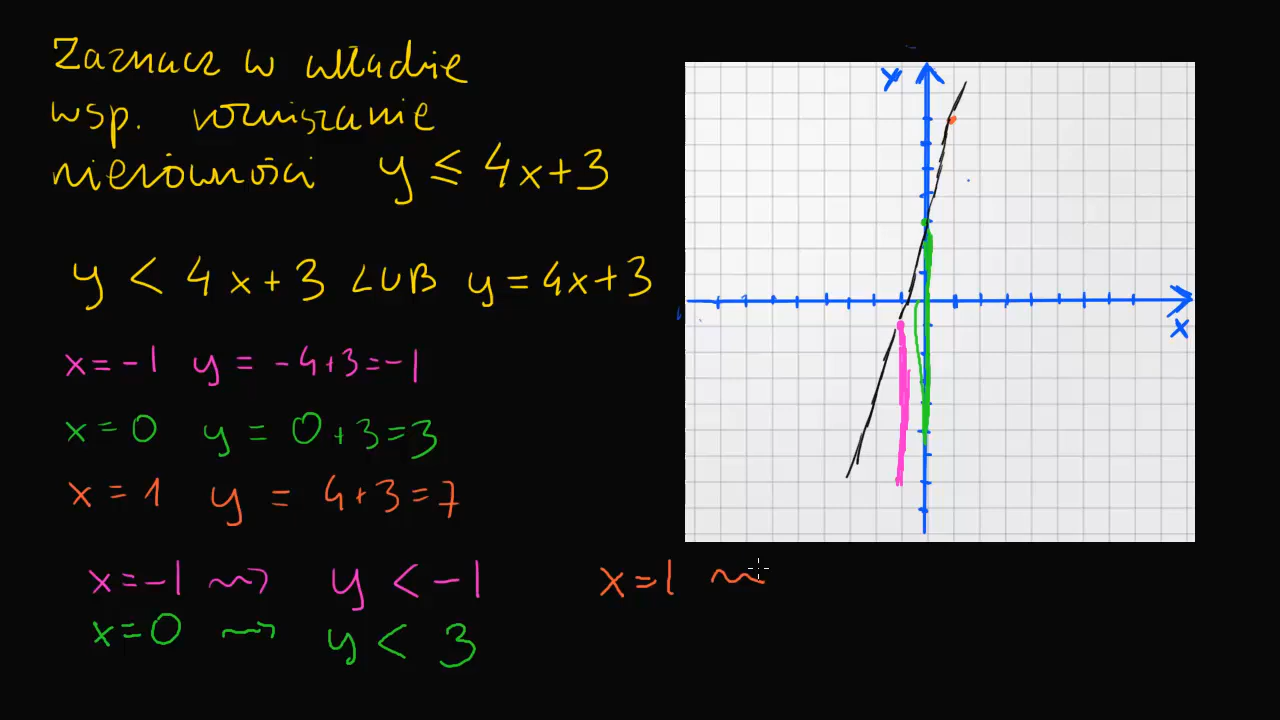 Zaznacz w układzie
wsp. rozwiązanie
nierówności y ≤ 4x+3
y < 4x+3 LUB y = 4x+3
x = -1 y = -4+3=-1
x = 0 y = 0+3=3
x = 1 y = 4+3=7
x=-1 ⇝ y < -1
x=0 ⇝ y < 3
x=1
y
x